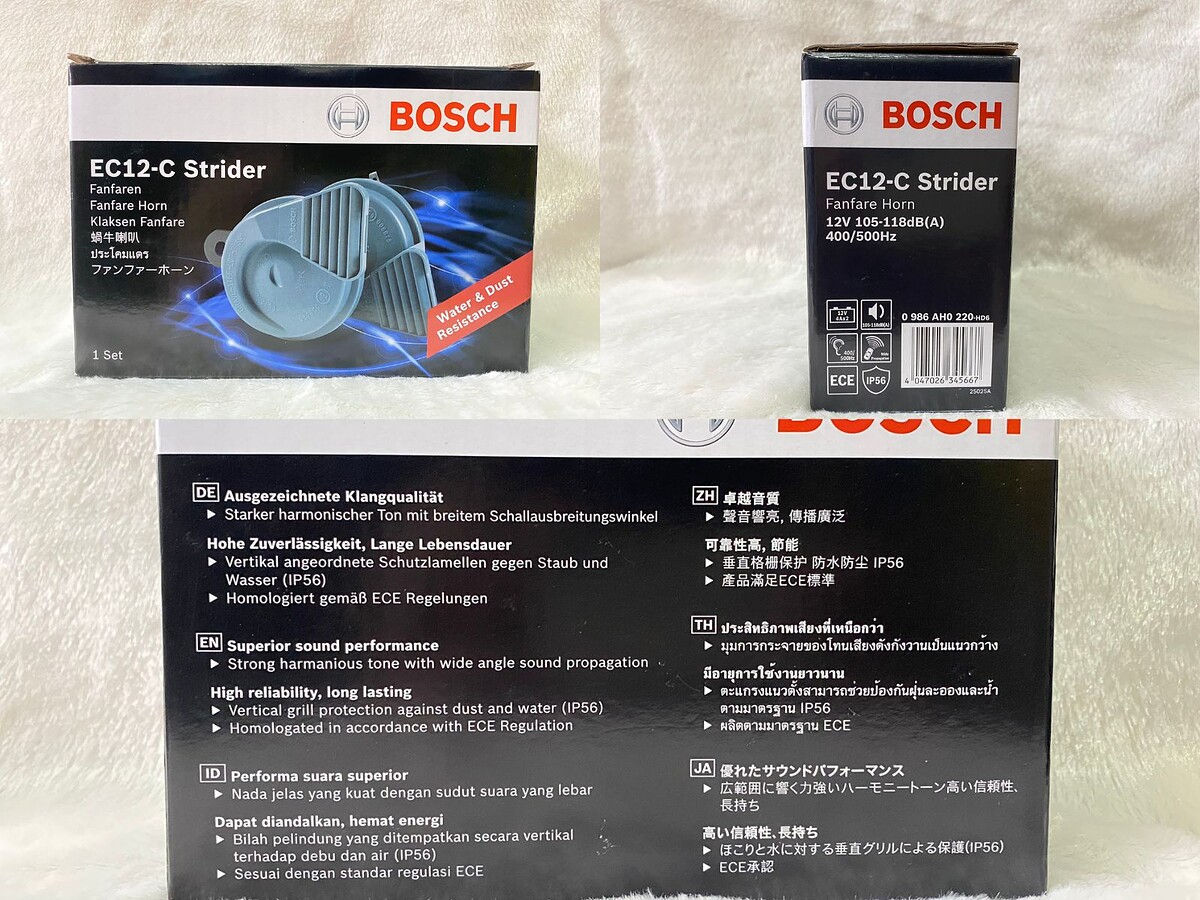 BOSCH
EC12-C Strider
Fanfaren
Fanfare Horn
Klaksen Fanfare
蝸牛喇叭
ประโคมแตร
ファンファーホーン
Water & Dust
Resistance
1 Set
BOSCH
EC12-C Strider
Fanfare Horn
12V 105-118dB(A)
400/500Hz
12V
4A x 2
105-118dB(A)
0 986 AH0 220-HD6
400/
500Hz
Wide
Propagation
ECE
IP56
4 047026 345667
25025A
BOSCH
DE Ausgezeichnete Klangqualität
▶ Starker harmonischer Ton mit breitem Schallausbreitungswinkel
Hohe Zuverlässigkeit, Lange Lebensdauer
▶ Vertikal angeordnete Schutzlamellen gegen Staub und
Wasser (IP56)
▶ Homologiert gemäß ECE Regelungen
EN Superior sound performance
▶ Strong harmanious tone with wide angle sound propagation
High reliability, long lasting
▶ Vertical grill protection against dust and water (IP56)
▶ Homologated in accordance with ECE Regulation
ID Performa suara superior
▶ Nada jelas yang kuat dengan sudut suara yang lebar
Dapat diandalkan, hemat energi
▶ Bilah pelindung yang ditempatkan secara vertikal
terhadap debu dan air (IP56)
▶ Sesuai dengan standar regulasi ECE
ZH 卓越音質
▶ 聲音響亮, 傳播廣泛
可靠性高, 節能
▶ 垂直格栅保护 防水防尘 IP56
▶ 產品滿足ECE標準
TH ประสิทธิภาพเสียงที่เหนือกว่า
▶ มุมการกระจายของโทนเสียงดังกังวานเป็นแนวกว้าง
มีอายุการใช้งานยาวนาน
▶ ตะแกรงแนวตั้งสามารถช่วยป้องกันฝุ่นละอองและน้ำ
ตามมาตรฐาน IP56
▶ ผลิตตามมาตรฐาน ECE
JA 優れたサウンドパフォーマンス
▶ 広範囲に響く力強いハーモニートーン高い信頼性、
長持ち
高い信頼性、長持ち
▶ ほこりと水に対する垂直グリルによる保護(IP56)
▶ ECE承認